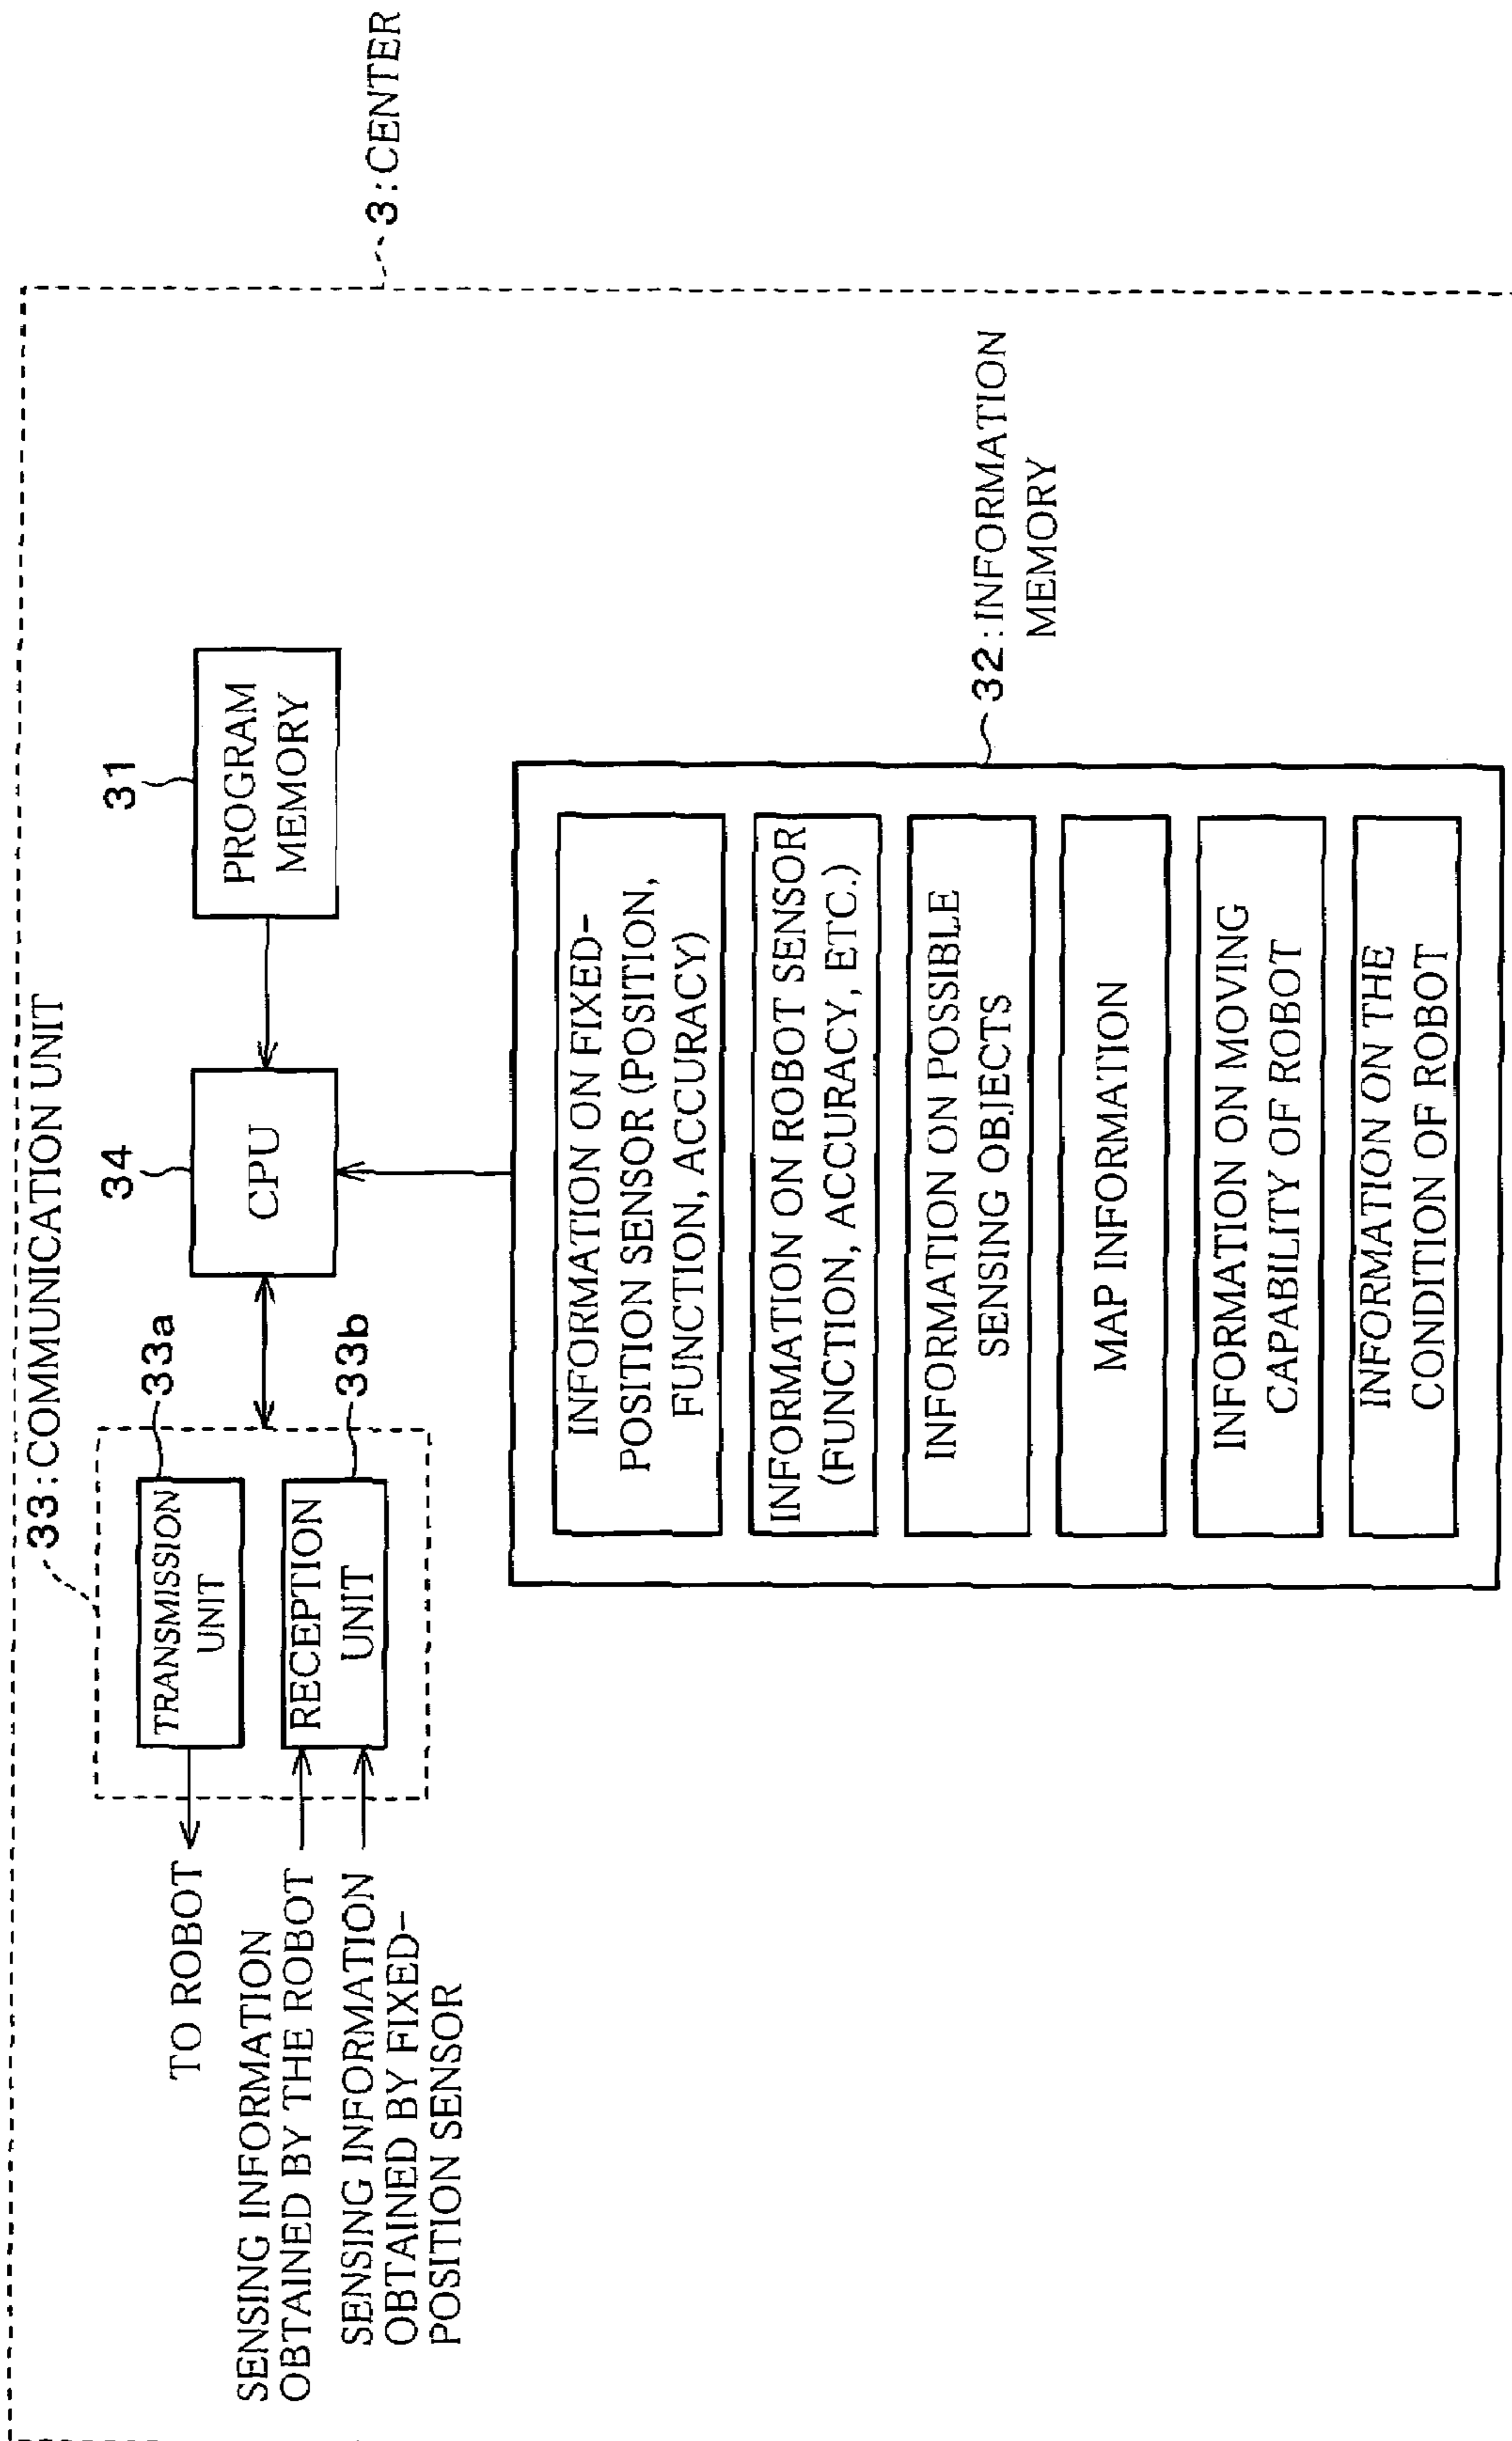 33:COMMUNICATION UNIT
33a
34
31
TRANSMISSION
UNIT
TO ROBOT
RECEPTION
UNIT
33b
CPU
PROGRAM
MEMORY
3:CENTER
SENSING INFORMATION
OBTAINED BY THE ROBOT
SENSING INFORMATION
OBTAINED BY FIXED-
POSITION SENSOR
INFORMATION ON FIXED-
POSITION SENSOR (POSITION,
FUNCTION, ACCURACY)
INFORMATION ON ROBOT SENSOR
(FUNCTION, ACCURACY, ETC.)
INFORMATION ON POSSIBLE
SENSING OBJECTS
MAP INFORMATION
INFORMATION ON MOVING
CAPABILITY OF ROBOT
INFORMATION ON THE
CONDITION OF ROBOT
32:INFORMATION
MEMORY